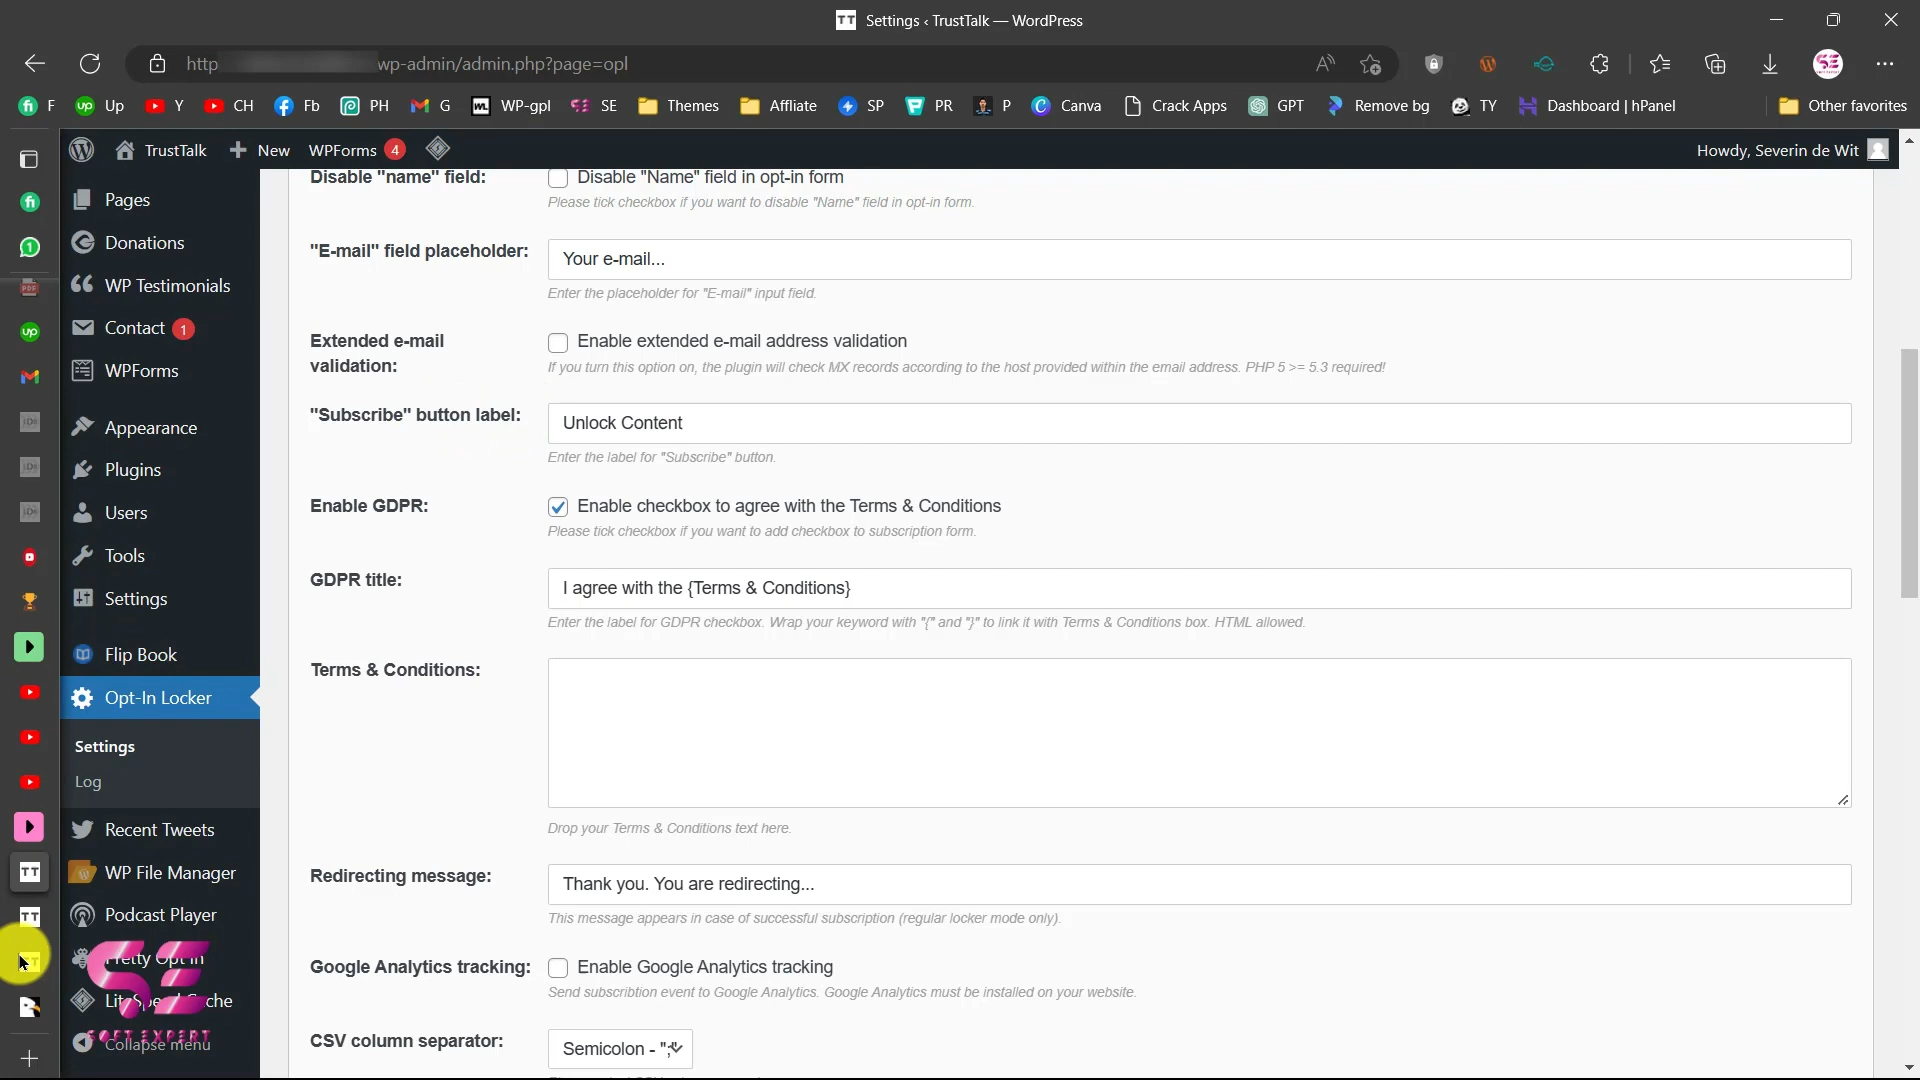 TT Settings ‹ TrustTalk — WordPress
http wp-admin/admin.php?page=opl
F Up Y CH Fb PH G WP-gpl SE Themes Affliate SP PR P Canva Crack Apps GPT Remove bg TY Dashboard | hPanel Other favorites
TrustTalk New WPForms 4 Howdy, Severin de Wit
Pages
Donations
WP Testimonials
Contact 1
WPForms
Appearance
Plugins
Users
Tools
Settings
Flip Book
Opt-In Locker
Settings
Log
Recent Tweets
WP File Manager
Podcast Player
Pretty Opt In
LiteSpeed Cache
Collapse menu
SE
SOFT EXPERT
Disable "name" field:
Disable "Name" field in opt-in form
Please tick checkbox if you want to disable "Name" field in opt-in form.
"E-mail" field placeholder:
Your e-mail...
Enter the placeholder for "E-mail" input field.
Extended e-mail
validation:
Enable extended e-mail address validation
If you turn this option on, the plugin will check MX records according to the host provided within the email address. PHP 5 >= 5.3 required!
"Subscribe" button label:
Unlock Content
Enter the label for "Subscribe" button.
Enable GDPR:
Enable checkbox to agree with the Terms & Conditions
Please tick checkbox if you want to add checkbox to subscription form.
GDPR title:
I agree with the {Terms & Conditions}
Enter the label for GDPR checkbox. Wrap your keyword with "{" and "}" to link it with Terms & Conditions box. HTML allowed.
Terms & Conditions:
Drop your Terms & Conditions text here.
Redirecting message:
Thank you. You are redirecting...
This message appears in case of successful subscription (regular locker mode only).
Google Analytics tracking:
Enable Google Analytics tracking
Send subscribtion event to Google Analytics. Google Analytics must be installed on your website.
CSV column separator:
Semicolon - ";"